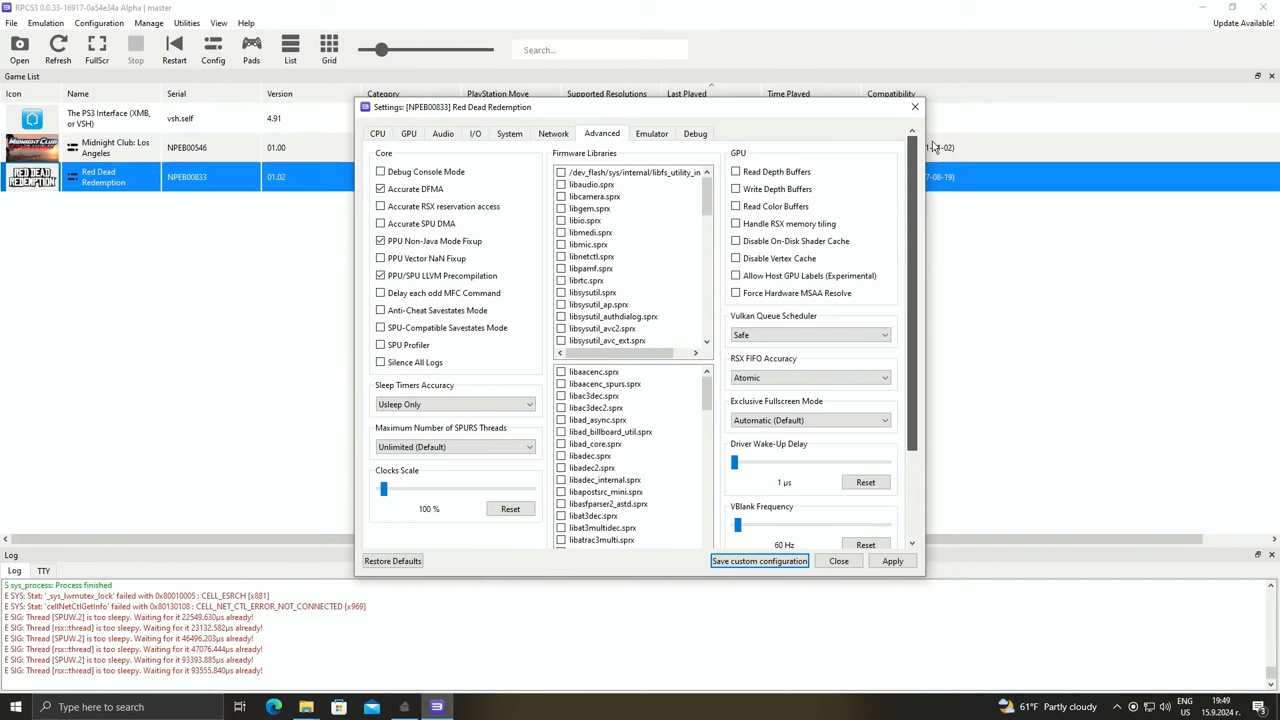 RPCS3 0.0.33-16917-0a54e34a Alpha | master
File Emulation Configuration Manage Utilities View Help
Update Available!
Open Refresh FullScr Stop Restart Config Pads List Grid
Search...
Game List
Icon Name Serial Version Category PlayStation Move Supported Resolutions Last Played Time Played Compatibility
The PS3 Interface (XMB, or VSH) vsh.self 4.91
MIDNIGHT CLUB Midnight Club: Los Angeles NPEB00546 01.00
RED DEAD REDEMPTION Red Dead Redemption NPEB00833 01.02
1-02)
7-08-19)
Settings: [NPEB00833] Red Dead Redemption
CPU GPU Audio I/O System Network Advanced Emulator Debug
Core
Debug Console Mode
Accurate DFMA
Accurate RSX reservation access
Accurate SPU DMA
PPU Non-Java Mode Fixup
PPU Vector NaN Fixup
PPU/SPU LLVM Precompilation
Delay each odd MFC Command
Anti-Cheat Savestates Mode
SPU-Compatible Savestates Mode
SPU Profiler
Silence All Logs
Sleep Timers Accuracy
Usleep Only
Maximum Number of SPURS Threads
Unlimited (Default)
Clocks Scale
100 %
Reset
Firmware Libraries
/dev_flash/sys/internal/libfs_utility_in
libaudio.sprx
libcamera.sprx
libgem.sprx
libio.sprx
libmedi.sprx
libmic.sprx
libnetctl.sprx
libpamf.sprx
librtc.sprx
libsysutil.sprx
libsysutil_ap.sprx
libsysutil_authdialog.sprx
libsysutil_avc2.sprx
libsysutil_avc_ext.sprx
libaacenc.sprx
libaacenc_spurs.sprx
libac3dec.sprx
libac3dec2.sprx
libad_async.sprx
libad_billboard_util.sprx
libad_core.sprx
libadec.sprx
libadec2.sprx
libadec_internal.sprx
libapostsrc_mini.sprx
libasfparser2_astd.sprx
libat3dec.sprx
libat3multidec.sprx
libatrac3multi.sprx
GPU
Read Depth Buffers
Write Depth Buffers
Read Color Buffers
Handle RSX memory tiling
Disable On-Disk Shader Cache
Disable Vertex Cache
Allow Host GPU Labels (Experimental)
Force Hardware MSAA Resolve
Vulkan Queue Scheduler
Safe
RSX FIFO Accuracy
Atomic
Exclusive Fullscreen Mode
Automatic (Default)
Driver Wake-Up Delay
1 µs
Reset
VBlank Frequency
60 Hz
Reset
Restore Defaults
Save custom configuration
Close
Apply
Log
Log TTY
S sys_process: Process finished
E SYS: Stat: '_sys_lwmutex_lock' failed with 0x80010005 : CELL_ESRCH [x881]
E SYS: Stat: 'cellNetCtlGetInfo' failed with 0x80130108 : CELL_NET_CTL_ERROR_NOT_CONNECTED [x969]
E SIG: Thread [SPUW.2] is too sleepy. Waiting for it 22549.630µs already!
E SIG: Thread [rsx::thread] is too sleepy. Waiting for it 23132.582µs already!
E SIG: Thread [SPUW.2] is too sleepy. Waiting for it 46496.203µs already!
E SIG: Thread [rsx::thread] is too sleepy. Waiting for it 47076.444µs already!
E SIG: Thread [SPUW.2] is too sleepy. Waiting for it 93393.885µs already!
E SIG: Thread [rsx::thread] is too sleepy. Waiting for it 93555.840µs already!
Type here to search
61°F Partly cloudy
ENG
US
19:49
15.9.2024 г.
3